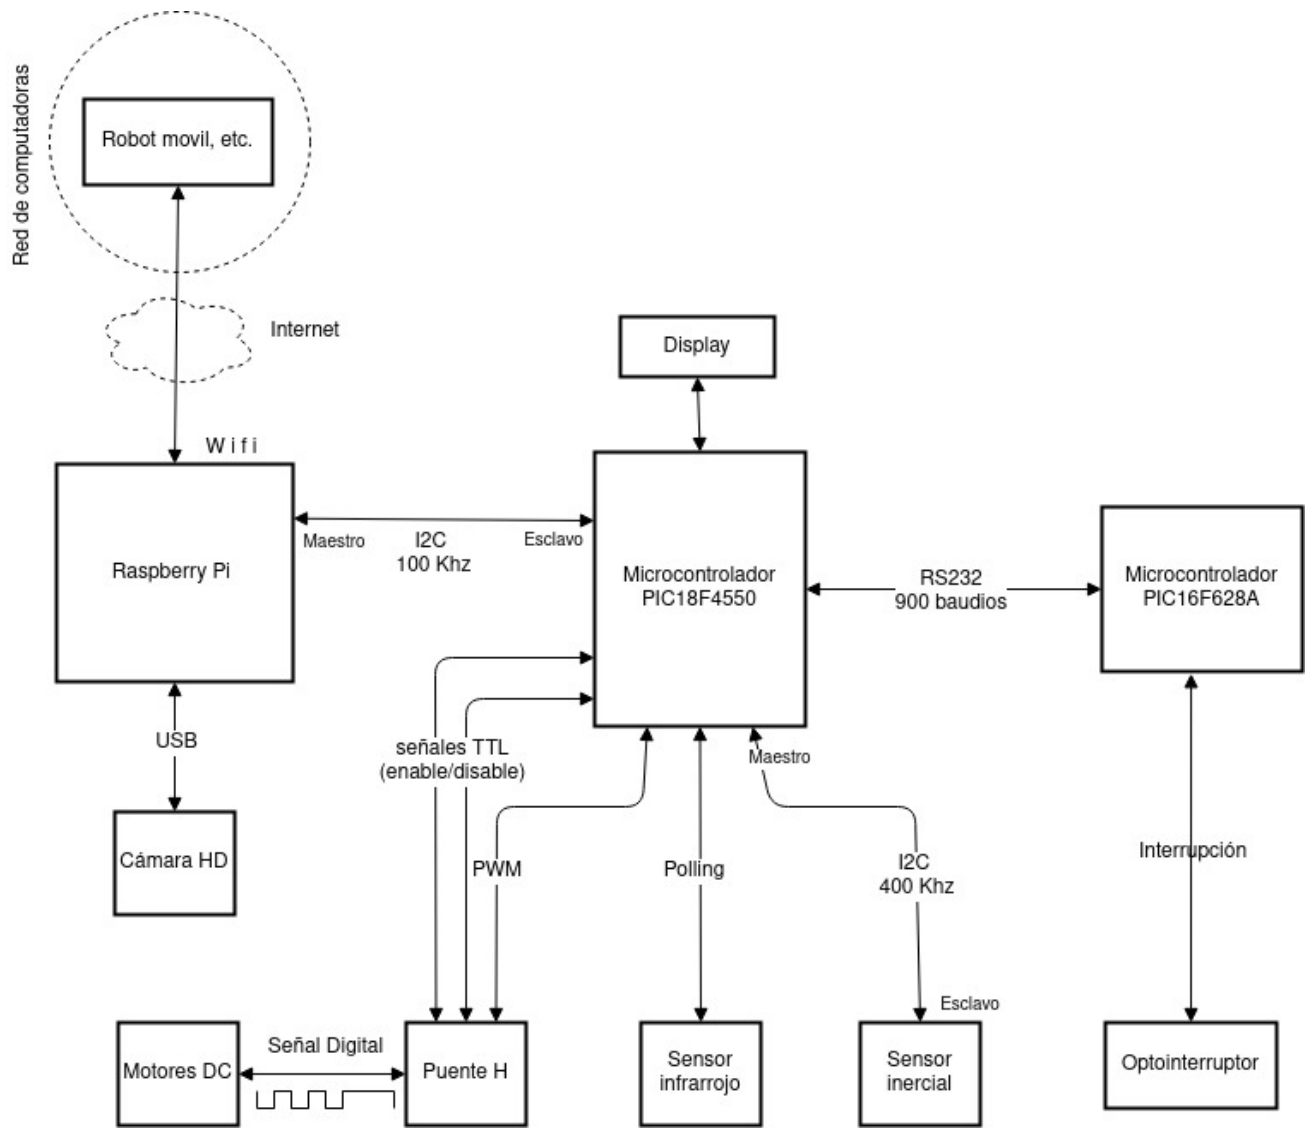 Red de computadoras
Robot movil, etc.
Internet
Display
Wifi
Raspberry Pi
Maestro
I2C
100 Khz
Esclavo
Microcontrolador
PIC18F4550
RS232
900 baudios
Microcontrolador
PIC16F628A
USB
señales TTL
(enable/disable)
Maestro
Cámara HD
PWM
Polling
I2C
400 Khz
Interrupción
Esclavo
Motores DC
Señal Digital
Puente H
Sensor
infrarrojo
Sensor
inercial
Optointerruptor